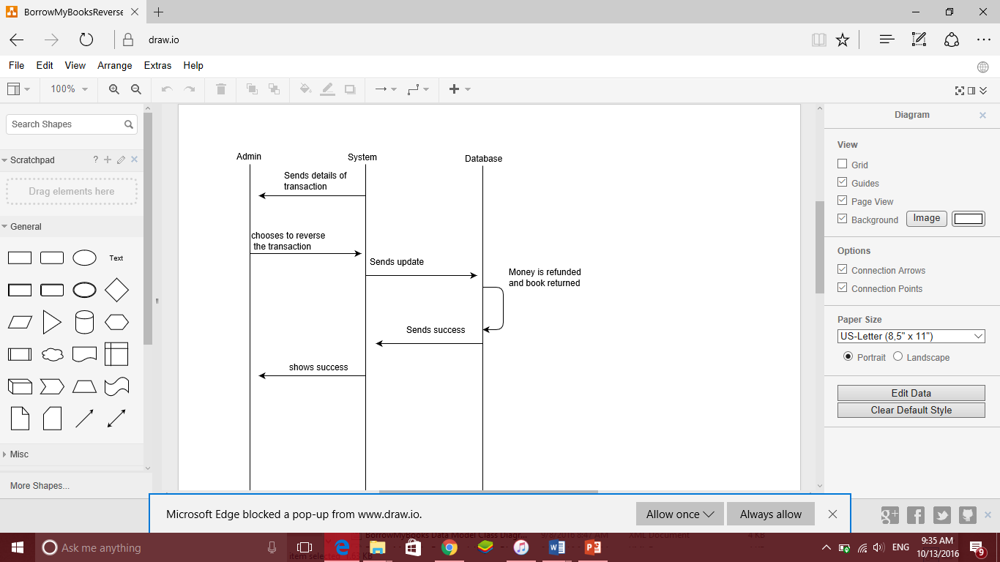 BorrowMyBooksReverse
draw.io
File Edit View Arrange Extras Help
100%
Search Shapes
Scratchpad ?
Drag elements here
General
Text
Misc
More Shapes...
Admin System Database
Sends details of
transaction
chooses to reverse
the transaction
Sends update
Money is refunded
and book returned
Sends success
shows success
Diagram
View
Grid
Guides
Page View
Background Image
Options
Connection Arrows
Connection Points
Paper Size
US-Letter (8,5" x 11")
Portrait Landscape
Edit Data
Clear Default Style
Microsoft Edge blocked a pop-up from www.draw.io.
Allow once Always allow
BorrowMyBooks Data Model Class Diagr... 9/8/2016 8:47 AM XML Document 4 KB
Ask me anything
item selected
ENG
9:35 AM
10/13/2016
9